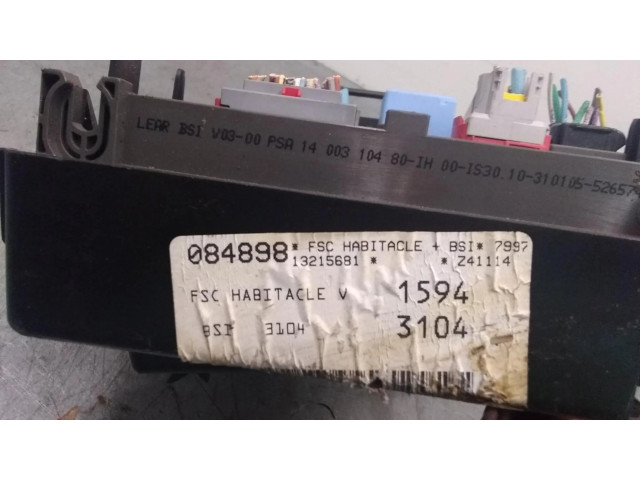 LEAR BSI V03-00 PSA 14 003 104 80-IH 00-IS30.10-310105-52657
084898* FSC HABITACLE + BSI* 7997
13215681 * * Z41114
FSC HABITACLE V 1594
BSI 3104 3104